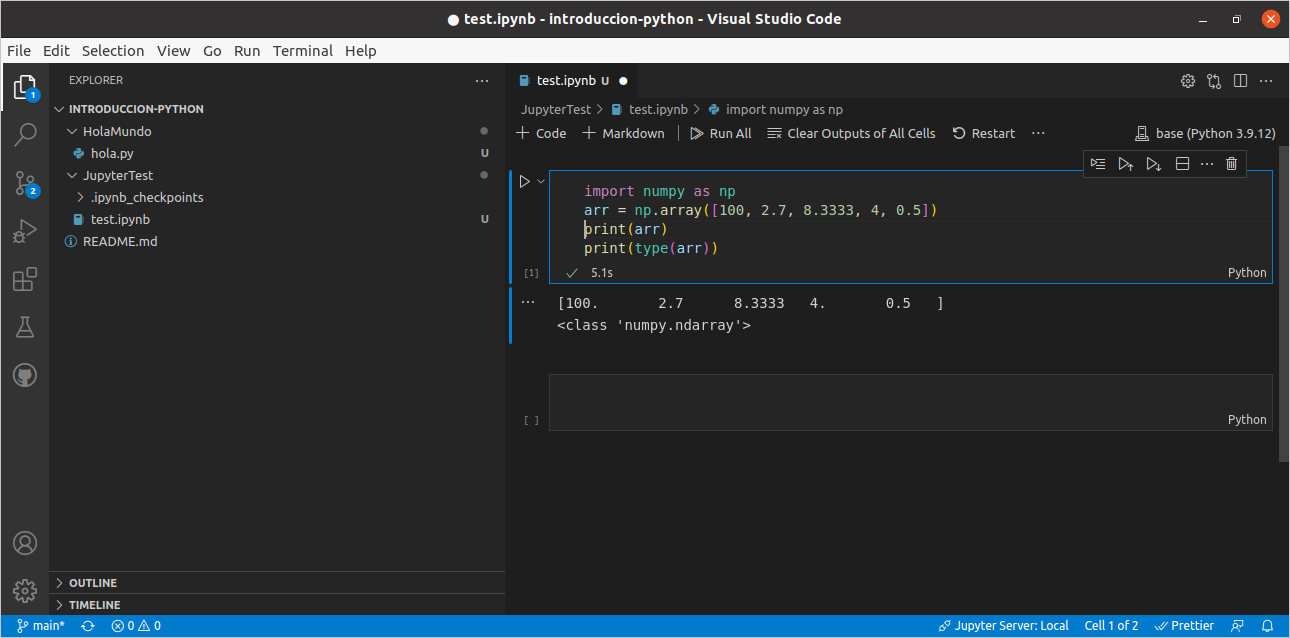 ● test.ipynb - introduccion-python - Visual Studio Code
File Edit Selection View Go Run Terminal Help
EXPLORER
INTRODUCCION-PYTHON
HolaMundo
hola.py U
JupyterTest
.ipynb_checkpoints
test.ipynb U
README.md
OUTLINE
TIMELINE
1
2
test.ipynb U ●
JupyterTest > test.ipynb > import numpy as np
+ Code + Markdown | Run All Clear Outputs of All Cells Restart ··· base (Python 3.9.12)
import numpy as np
arr = np.array([100, 2.7, 8.3333, 4, 0.5])
print(arr)
print(type(arr))
[1] ✓ 5.1s Python
[100. 2.7 8.3333 4. 0.5 ]
<class 'numpy.ndarray'>
[ ] Python
main* 0 0 Jupyter Server: Local Cell 1 of 2 Prettier